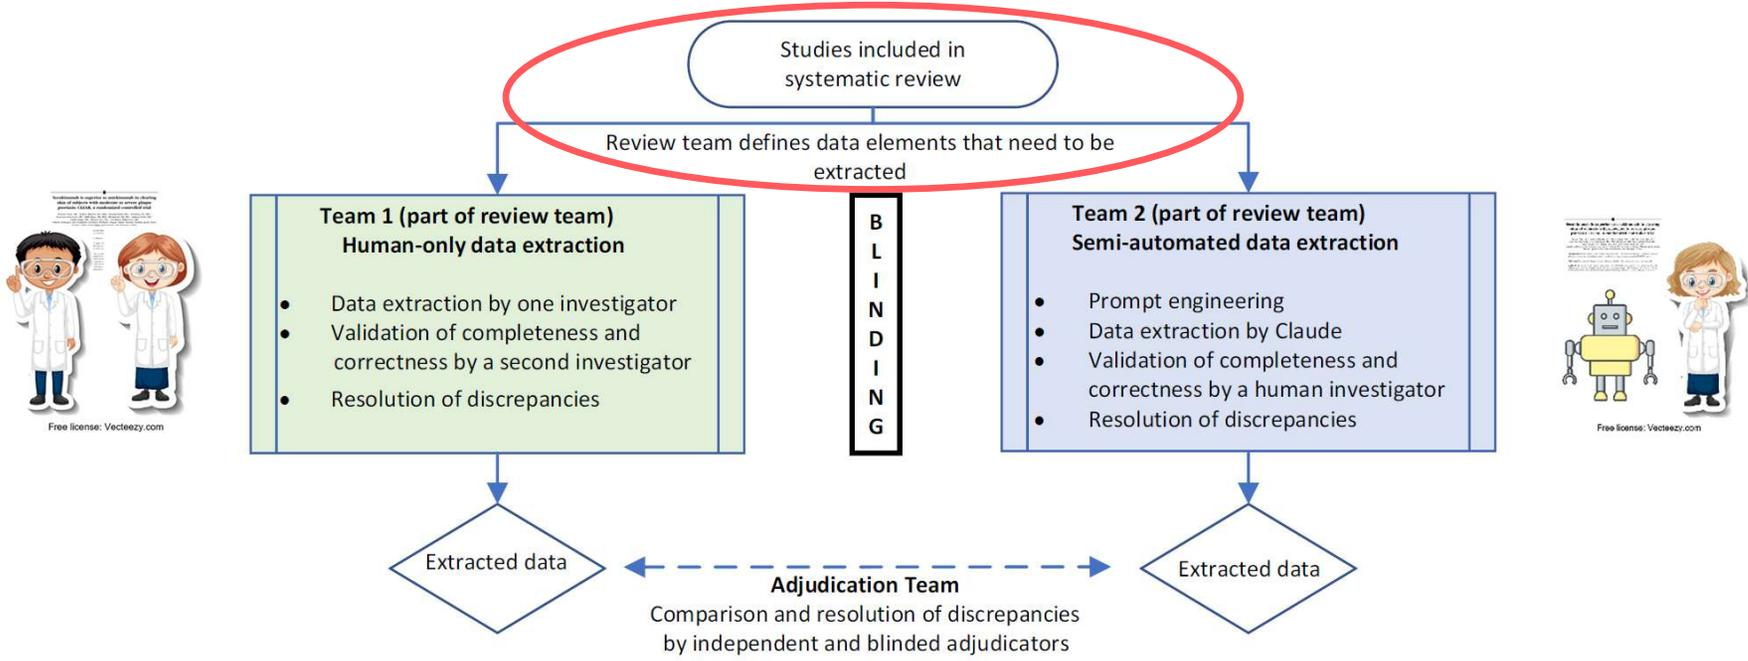 Studies included in
systematic review
Review team defines data elements that need to be
extracted
Team 1 (part of review team)
Human-only data extraction
● Data extraction by one investigator
● Validation of completeness and
correctness by a second investigator
● Resolution of discrepancies
B
L
I
N
D
I
N
G
Team 2 (part of review team)
Semi-automated data extraction
● Prompt engineering
● Data extraction by Claude
● Validation of completeness and
correctness by a human investigator
● Resolution of discrepancies
Free license: Vecteezy.com
Free license: Vecteezy.com
Extracted data
Extracted data
Adjudication Team
Comparison and resolution of discrepancies
by independent and blinded adjudicators